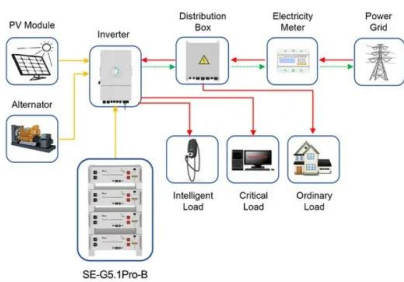 PV Module
Inverter
Distribution
Box
Electricity
Meter
Power
Grid
Alternator
Intelligent
Load
Critical
Load
Ordinary
Load
SE-G5.1Pro-B